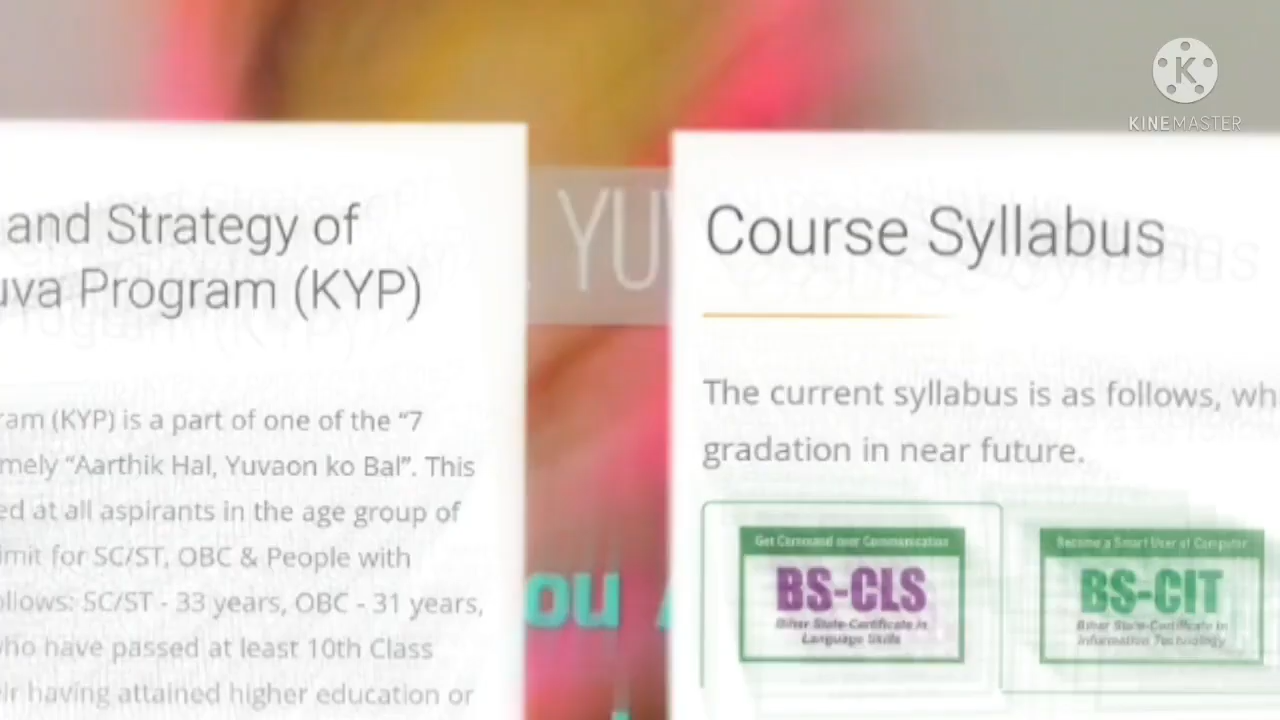 and Strategy of
uva Program (KYP)
ram (KYP) is a part of one of the “7
mely “Aarthik Hal, Yuvaon ko Bal”. This
ed at all aspirants in the age group of
imit for SC/ST, OBC & People with
ollows: SC/ST - 33 years, OBC - 31 years,
who have passed at least 10th Class
eir having attained higher education or
YUV
ou A
KINEMASTER
Course Syllabus
The current syllabus is as follows, wh
gradation in near future.
Get Command over Communication
BS-CLS
Bihar State-Certificate in
Language Skills
Become a Smart User of Computer
BS-CIT
Bihar State-Certificate in
Information Technology